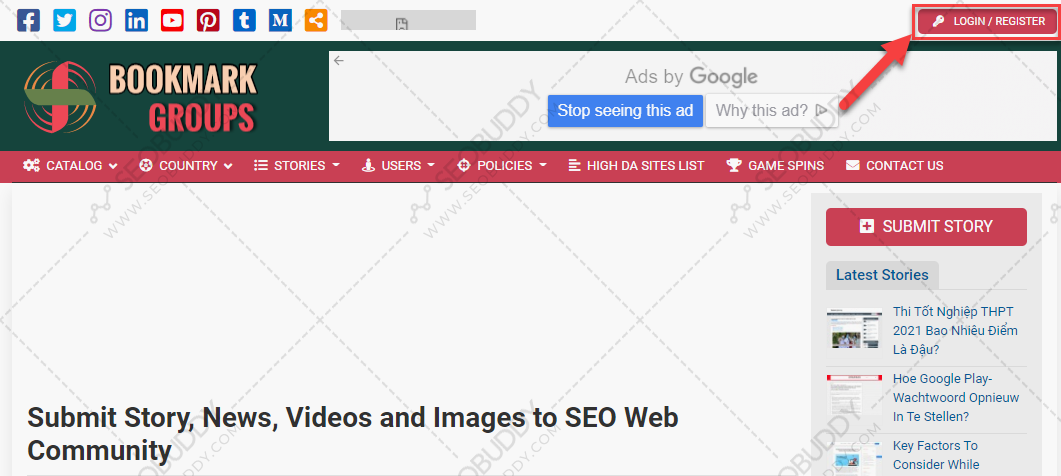 LOGIN / REGISTER
BOOKMARK
GROUPS
Ads by Google
Stop seeing this ad
Why this ad?
CATALOG
COUNTRY
STORIES
USERS
POLICIES
HIGH DA SITES LIST
GAME SPINS
CONTACT US
SUBMIT STORY
Latest Stories
Thi Tốt Nghiệp THPT
2021 Bao Nhiêu Điểm
Là Đậu?
Hoe Google Play-
Wachtwoord Opnieuw
In Te Stellen?
Key Factors To
Consider While
Submit Story, News, Videos and Images to SEO Web
Community
SEOBUDDY
WWW.SEOBUDDY.COM